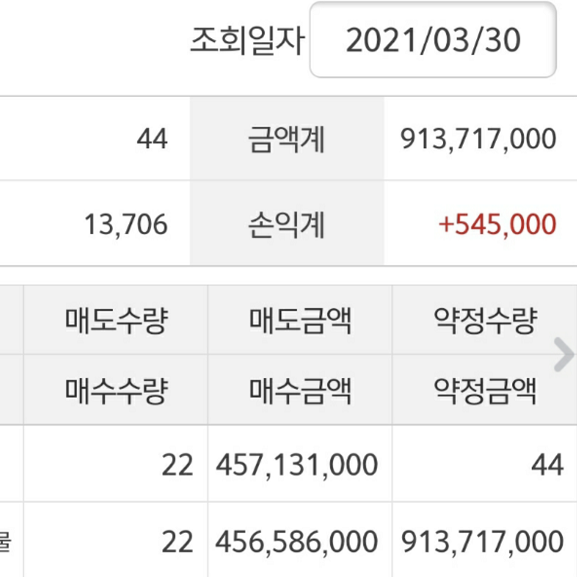 조회일자 2021/03/30
44 금액계 913,717,000
13,706 손익계 +545,000
매도수량 매도금액 약정수량
매수수량 매수금액 약정금액
22 457,131,000 44
22 456,586,000 913,717,000